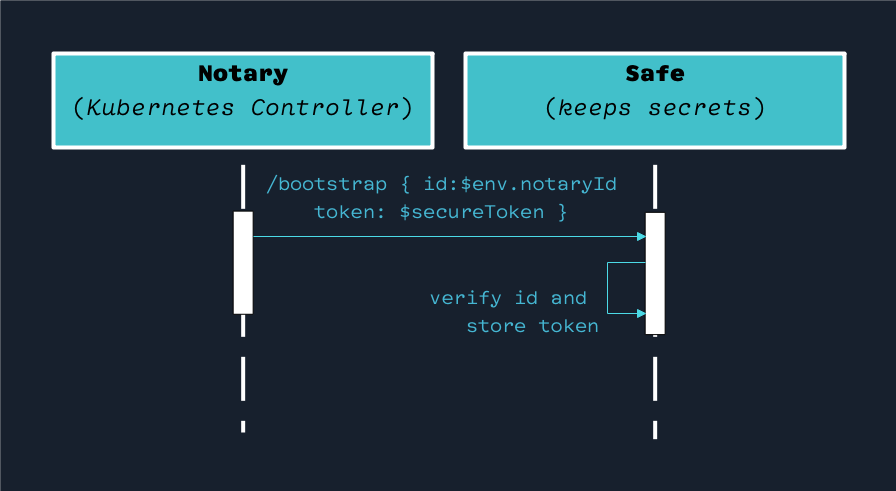 Notary
(Kubernetes Controller)
Safe
(keeps secrets)
/bootstrap { id:$env.notaryId
token: $secureToken }
verify id and
store token